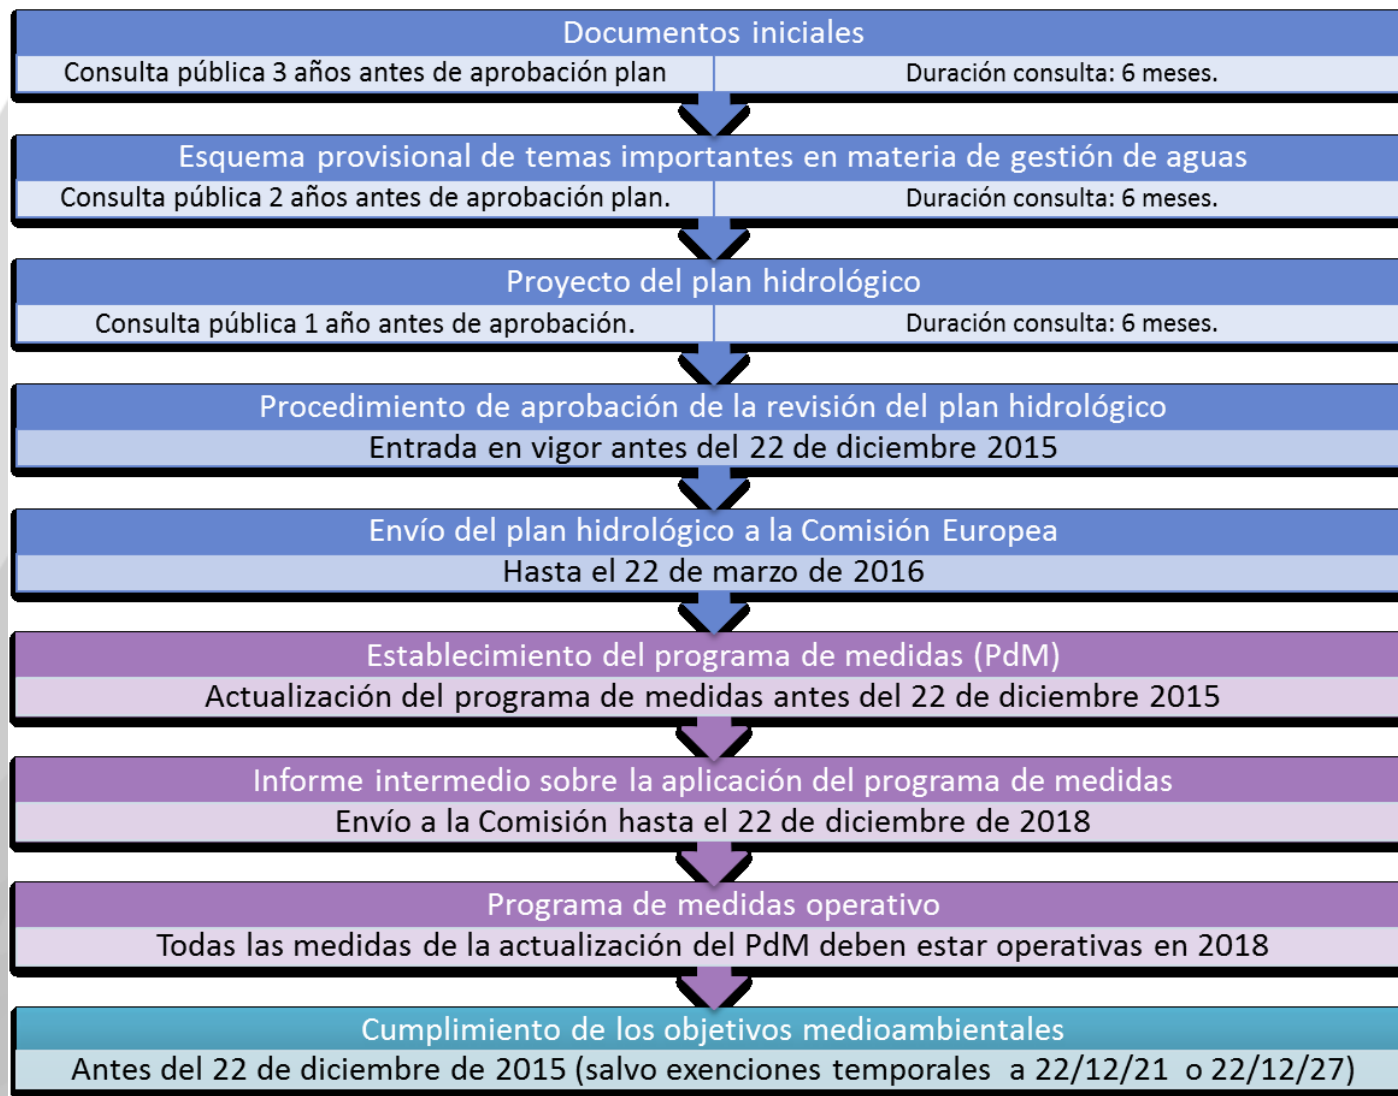 Documentos iniciales
Consulta pública 3 años antes de aprobación plan
Duración consulta: 6 meses.
Esquema provisional de temas importantes en materia de gestión de aguas
Consulta pública 2 años antes de aprobación plan.
Duración consulta: 6 meses.
Proyecto del plan hidrológico
Consulta pública 1 año antes de aprobación.
Duración consulta: 6 meses.
Procedimiento de aprobación de la revisión del plan hidrológico
Entrada en vigor antes del 22 de diciembre 2015
Envío del plan hidrológico a la Comisión Europea
Hasta el 22 de marzo de 2016
Establecimiento del programa de medidas (PdM)
Actualización del programa de medidas antes del 22 de diciembre 2015
Informe intermedio sobre la aplicación del programa de medidas
Envío a la Comisión hasta el 22 de diciembre de 2018
Programa de medidas operativo
Todas las medidas de la actualización del PdM deben estar operativas en 2018
Cumplimiento de los objetivos medioambientales
Antes del 22 de diciembre de 2015 (salvo exenciones temporales a 22/12/21 o 22/12/27)